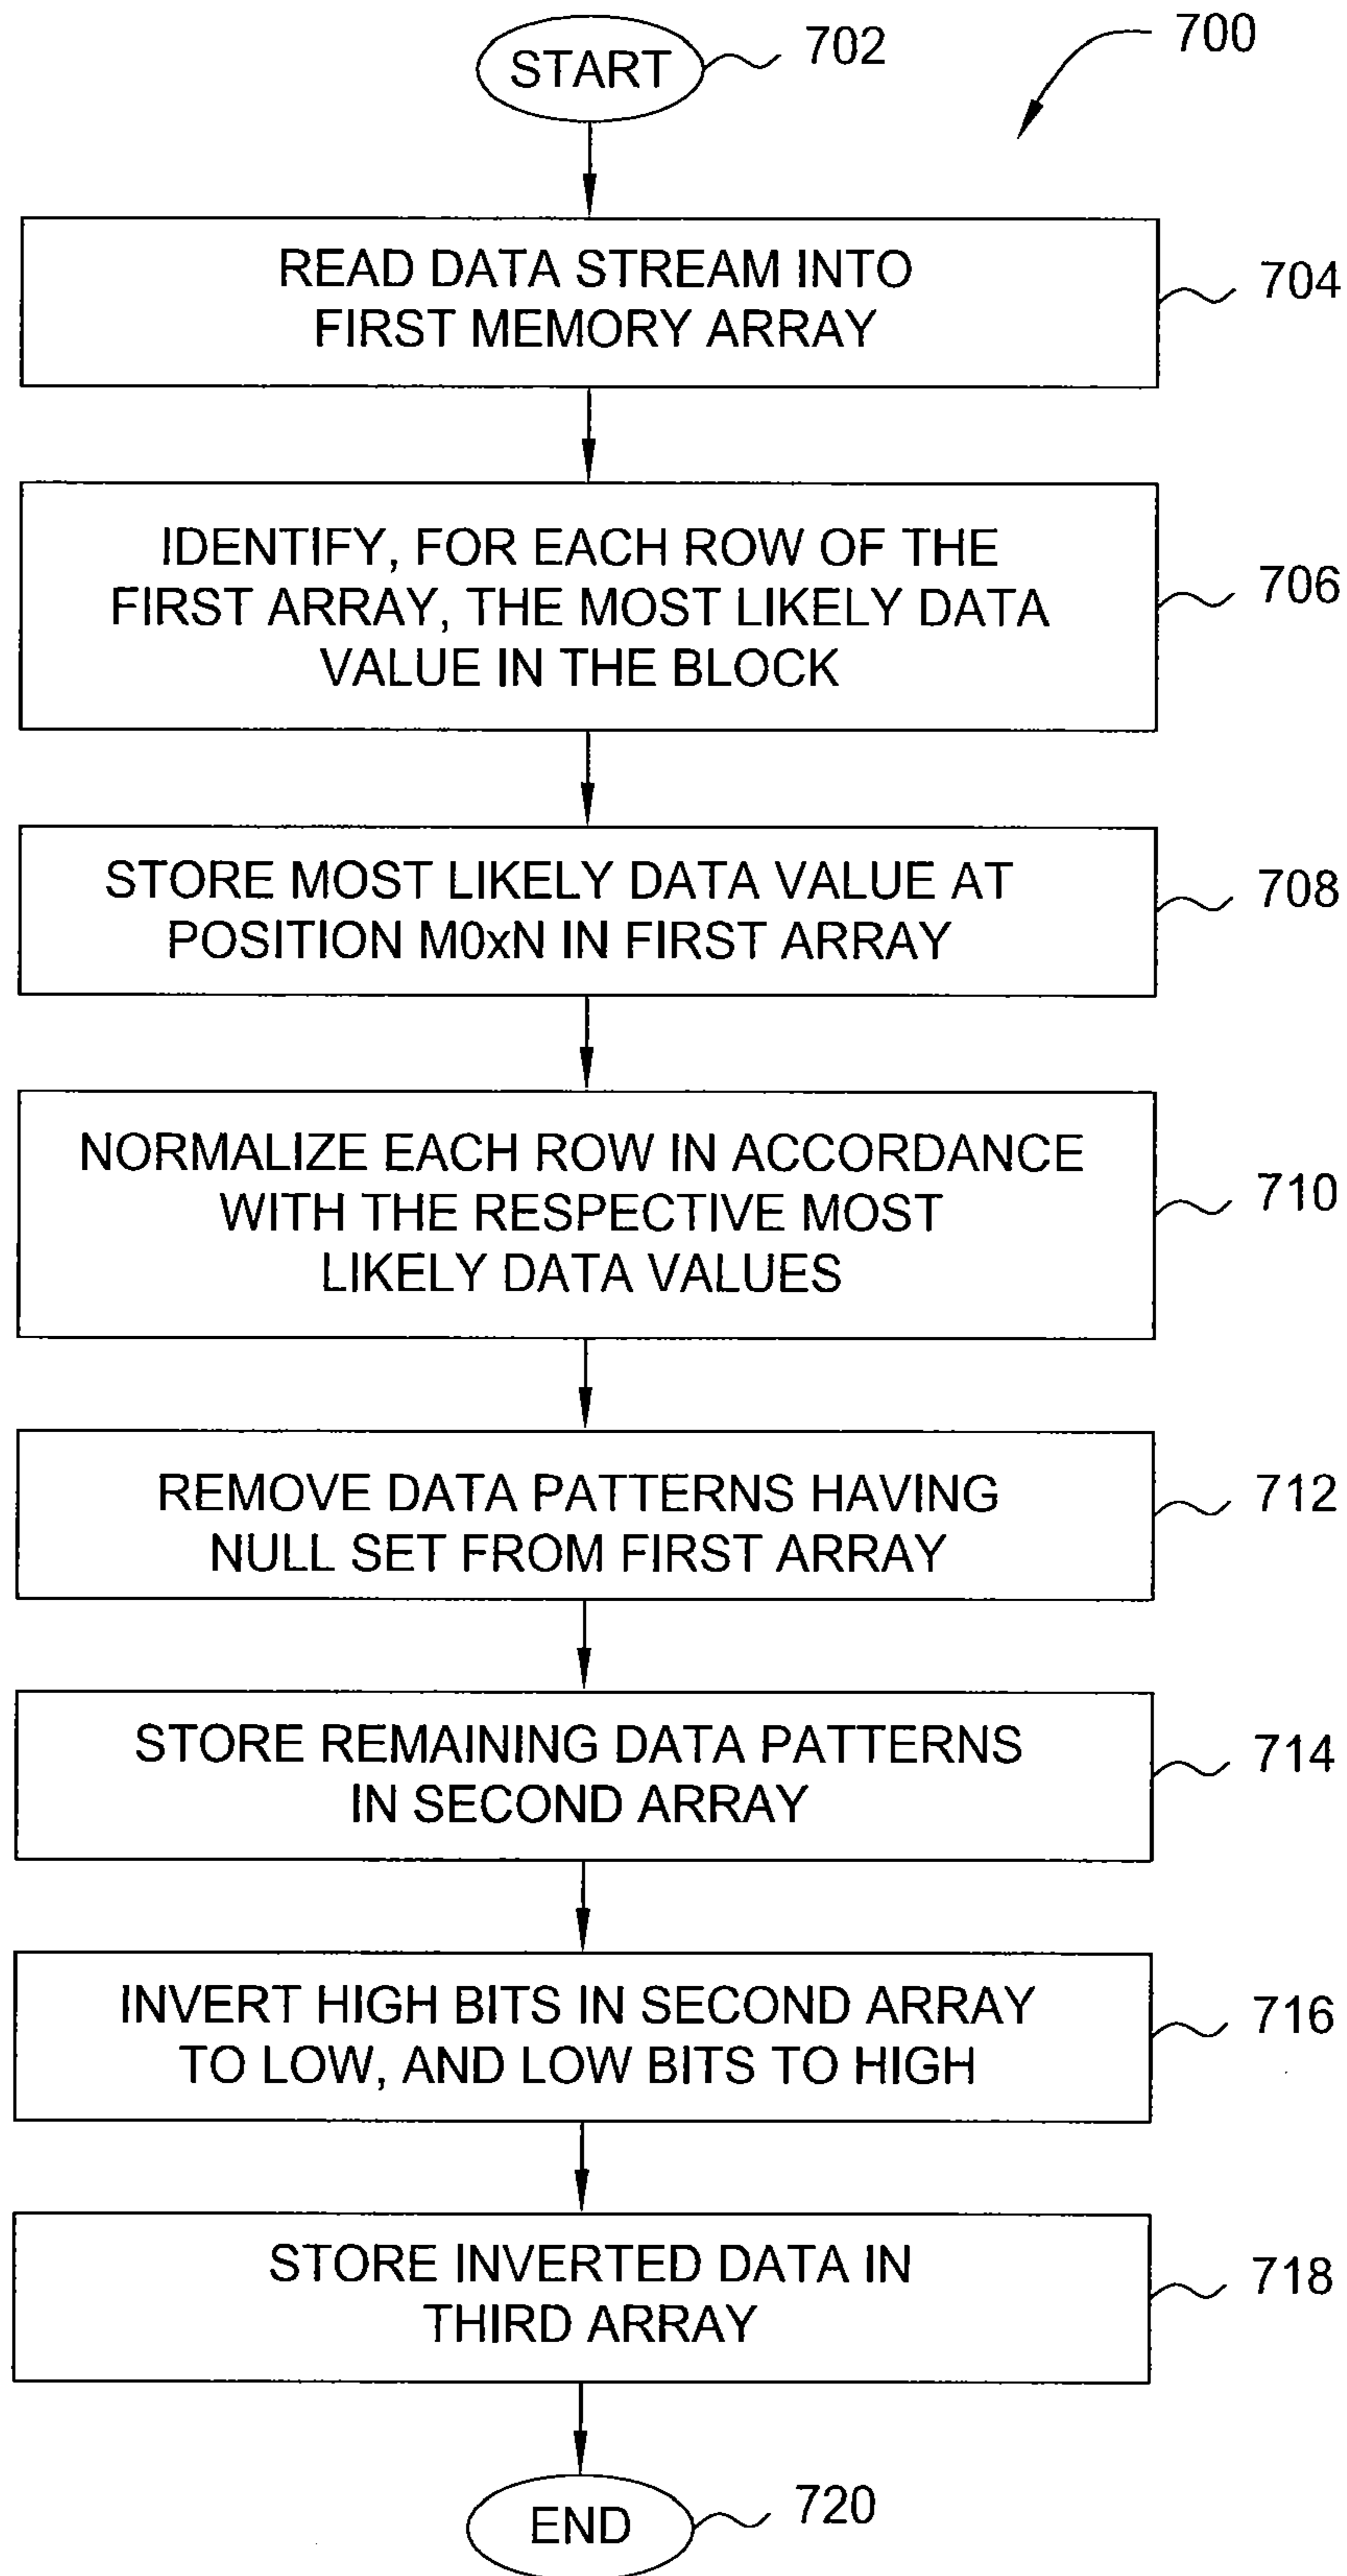 700
START 702
READ DATA STREAM INTO
FIRST MEMORY ARRAY
704
IDENTIFY, FOR EACH ROW OF THE
FIRST ARRAY, THE MOST LIKELY DATA
VALUE IN THE BLOCK
706
STORE MOST LIKELY DATA VALUE AT
POSITION M0xN IN FIRST ARRAY
708
NORMALIZE EACH ROW IN ACCORDANCE
WITH THE RESPECTIVE MOST
LIKELY DATA VALUES
710
REMOVE DATA PATTERNS HAVING
NULL SET FROM FIRST ARRAY
712
STORE REMAINING DATA PATTERNS
IN SECOND ARRAY
714
INVERT HIGH BITS IN SECOND ARRAY
TO LOW, AND LOW BITS TO HIGH
716
STORE INVERTED DATA IN
THIRD ARRAY
718
END 720